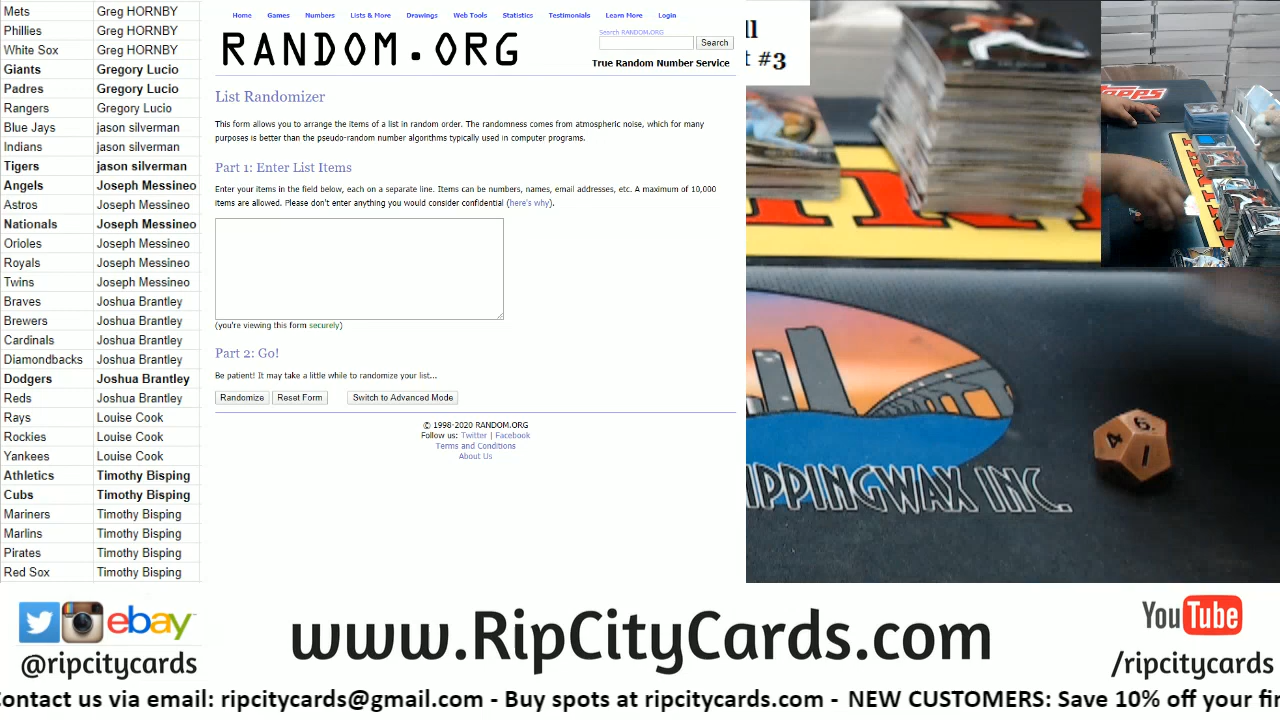 Mets Greg HORNBY
Phillies Greg HORNBY
White Sox Greg HORNBY
Giants Gregory Lucio
Padres Gregory Lucio
Rangers Gregory Lucio
Blue Jays jason silverman
Indians jason silverman
Tigers jason silverman
Angels Joseph Messineo
Astros Joseph Messineo
Nationals Joseph Messineo
Orioles Joseph Messineo
Royals Joseph Messineo
Twins Joseph Messineo
Braves Joshua Brantley
Brewers Joshua Brantley
Cardinals Joshua Brantley
Diamondbacks Joshua Brantley
Dodgers Joshua Brantley
Reds Joshua Brantley
Rays Louise Cook
Rockies Louise Cook
Yankees Louise Cook
Athletics Timothy Bisping
Cubs Timothy Bisping
Mariners Timothy Bisping
Marlins Timothy Bisping
Pirates Timothy Bisping
Red Sox Timothy Bisping
Home Games Numbers Lists & More Drawings Web Tools Statistics Testimonials Learn More Login
RANDOM.ORG
Search RANDOM.ORG
Search
True Random Number Service
List Randomizer
This form allows you to arrange the items of a list in random order. The randomness comes from atmospheric noise, which for many
purposes is better than the pseudo-random number algorithms typically used in computer programs.
Part 1: Enter List Items
Enter your items in the field below, each on a separate line. Items can be numbers, names, email addresses, etc. A maximum of 10,000
items are allowed. Please don't enter anything you would consider confidential (here's why).
(you're viewing this form securely)
Part 2: Go!
Be patient! It may take a little while to randomize your list...
Randomize Reset Form Switch to Advanced Mode
© 1998-2020 RANDOM.ORG
Follow us: Twitter | Facebook
Terms and Conditions
About Us
ll
t #3
Topps
IPPINGWAX INC.
6.
4
1
ebay
@ripcitycards
www.RipCityCards.com
YouTube
/ripcitycards
Contact us via email: ripcitycards@gmail.com - Buy spots at ripcitycards.com - NEW CUSTOMERS: Save 10% off your fir